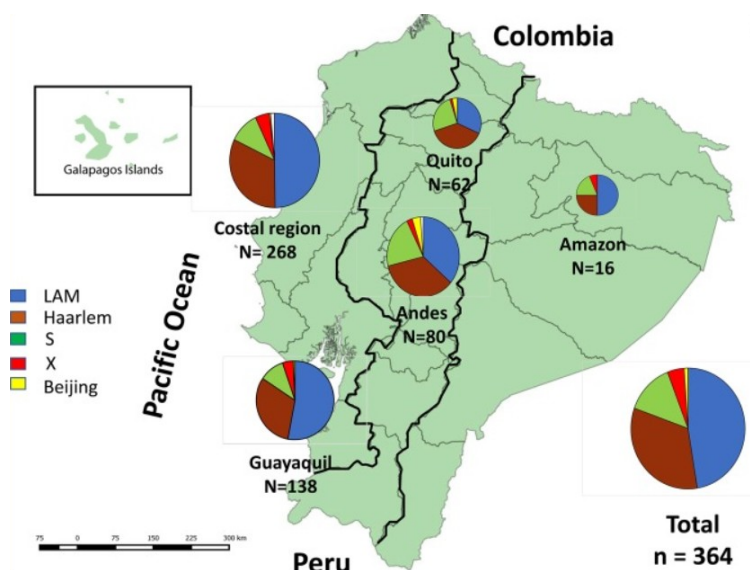 Colombia
Galapagos Islands
Quito
N=62
Costal region
N= 268
Amazon
N=16
Andes
N=80
LAM
Haarlem
S
X
Beijing
Pacific Ocean
Guayaquil
N=138
75 0 75 150 300 km
Total
n = 364
Peru